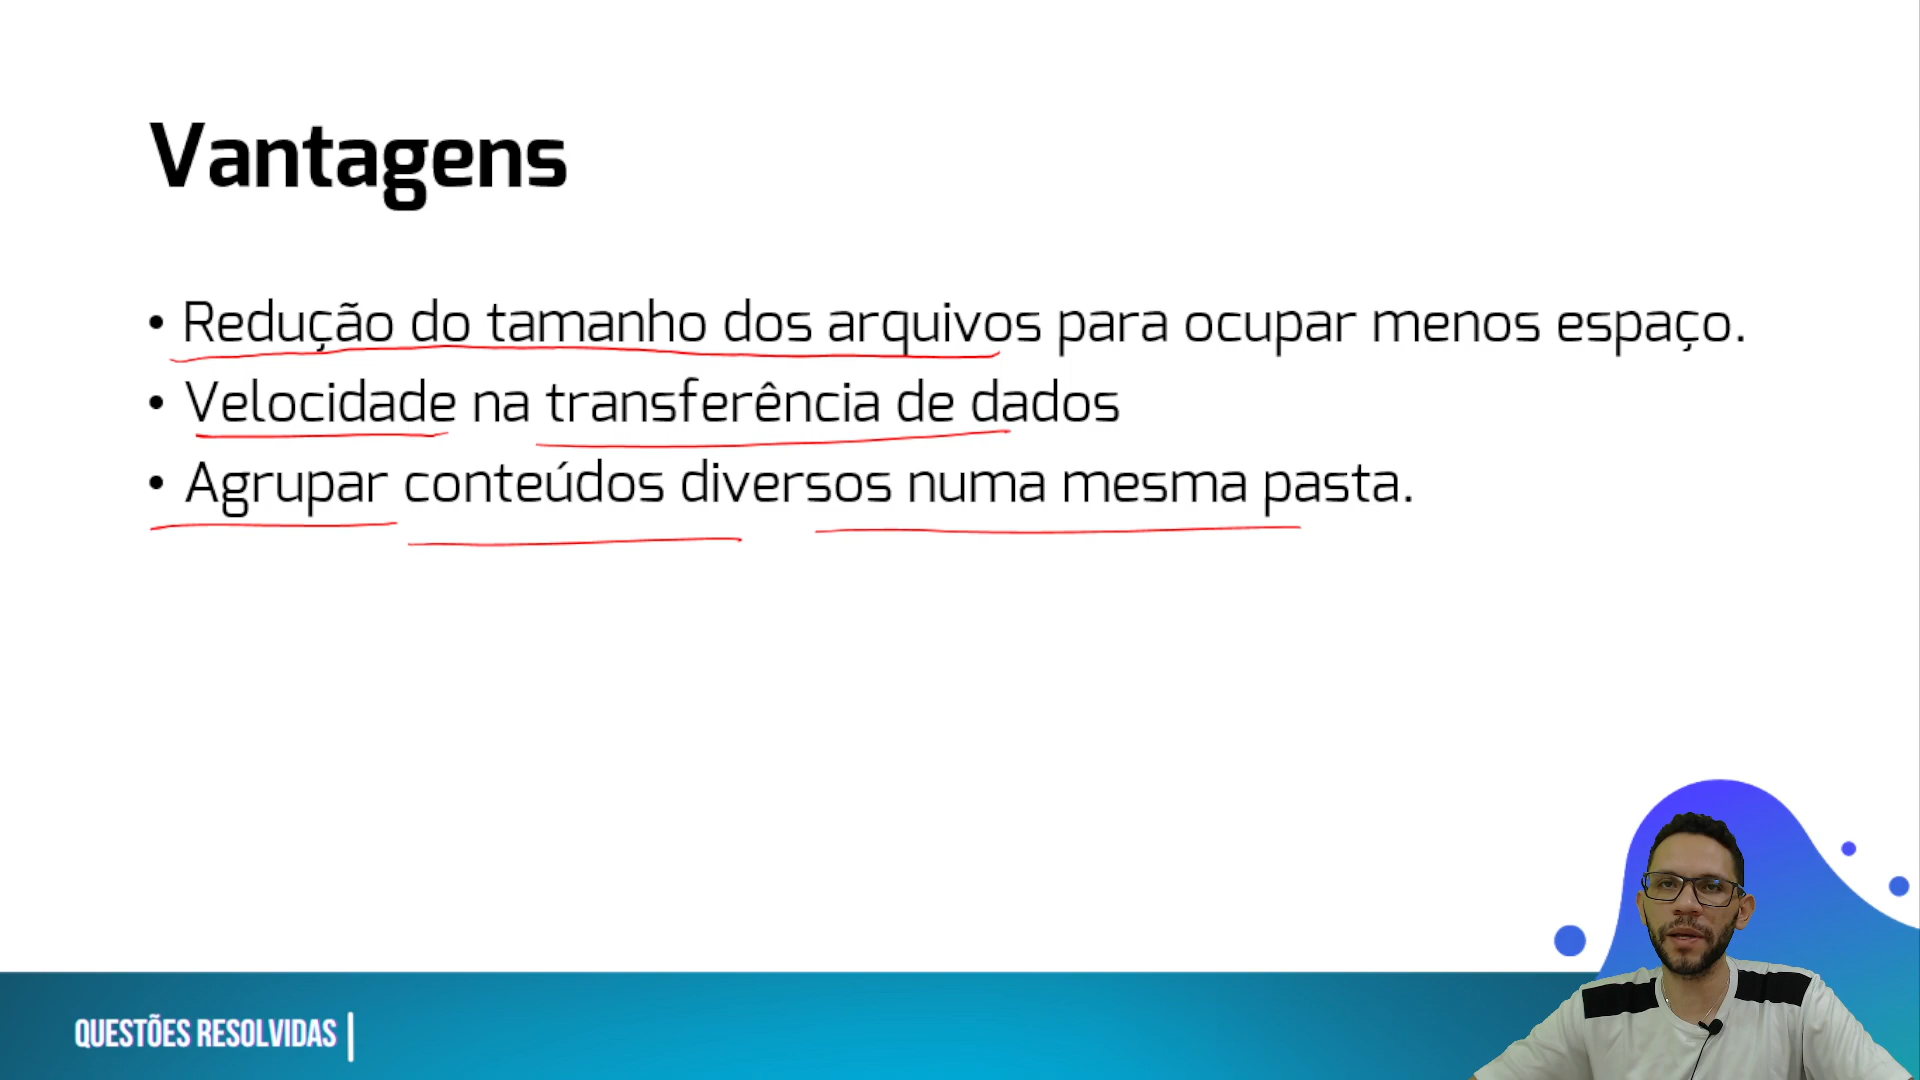 Vantagens
• Redução do tamanho dos arquivos para ocupar menos espaço.
• Velocidade na transferência de dados
• Agrupar conteúdos diversos numa mesma pasta.
QUESTÕES RESOLVIDAS |